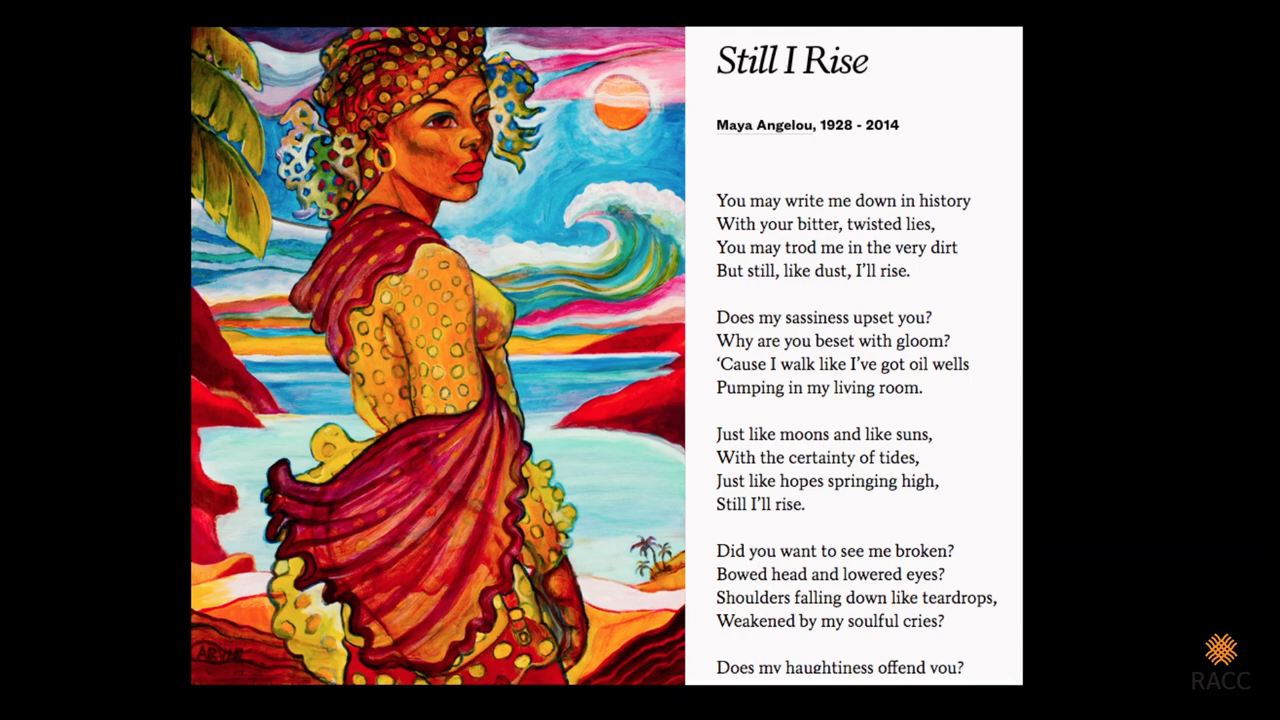 Still I Rise
Maya Angelou, 1928 - 2014
You may write me down in history
With your bitter, twisted lies,
You may trod me in the very dirt
But still, like dust, I’ll rise.
Does my sassiness upset you?
Why are you beset with gloom?
‘Cause I walk like I’ve got oil wells
Pumping in my living room.
Just like moons and like suns,
With the certainty of tides,
Just like hopes springing high,
Still I’ll rise.
Did you want to see me broken?
Bowed head and lowered eyes?
Shoulders falling down like teardrops,
Weakened by my soulful cries?
Does my haughtiness offend you?
RACC